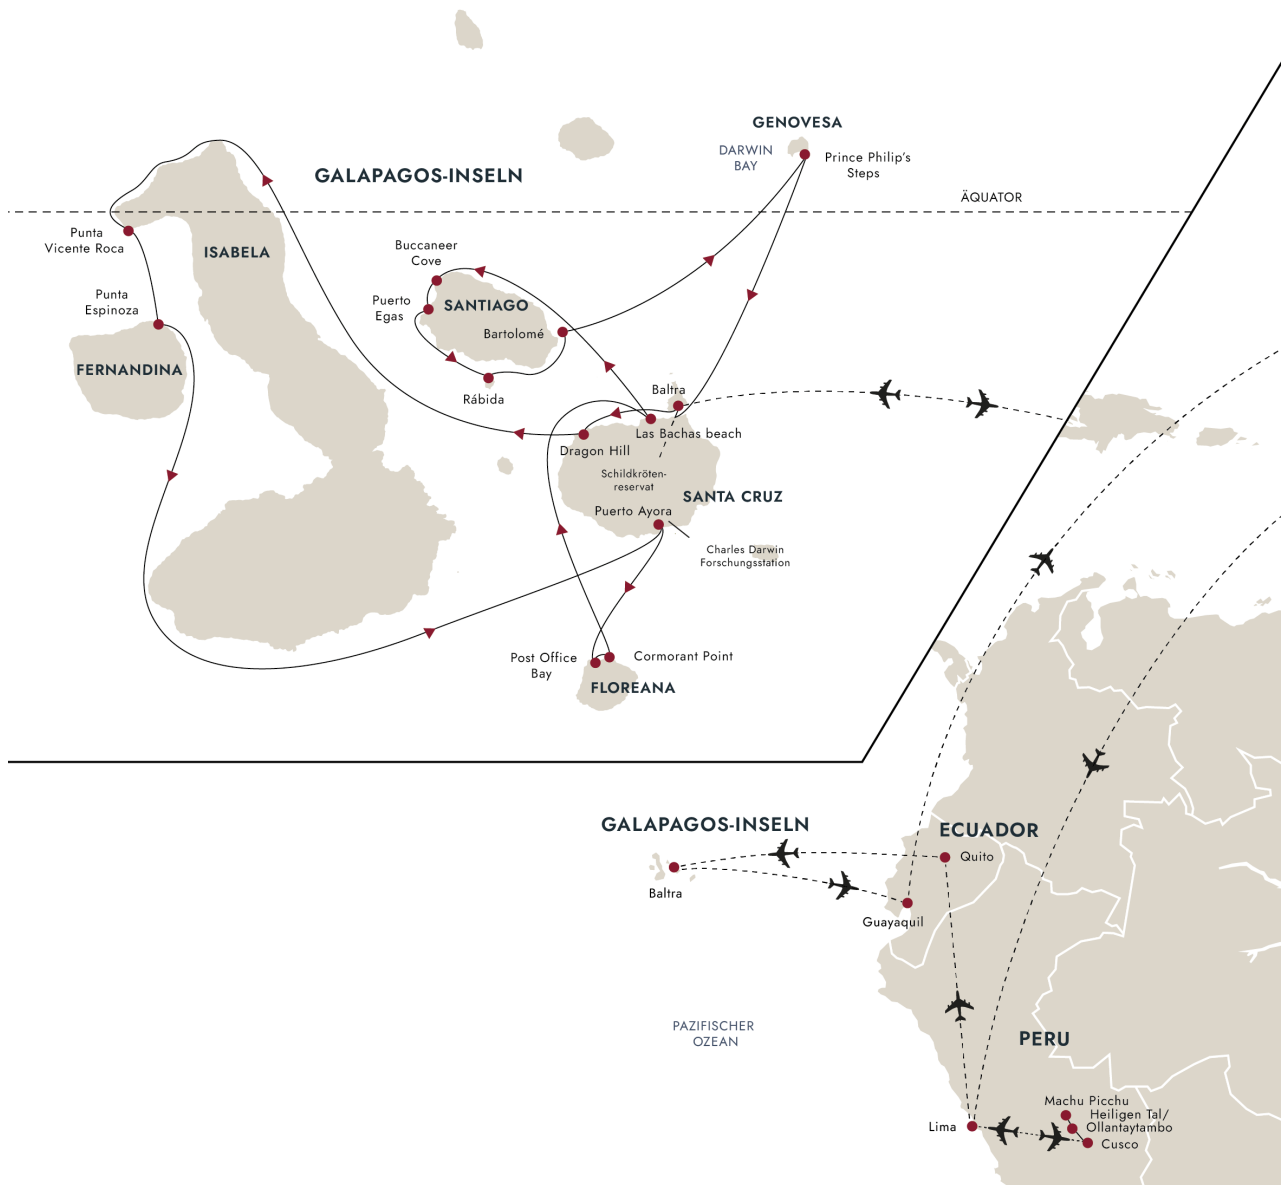 GENOVESA
DARWIN
BAY
Prince Philip's
Steps
GALAPAGOS-INSELN
ÄQUATOR
Punta
Vicente Roca
ISABELA
Buccaneer
Cove
Punta
Espinoza
Puerto
Egas
SANTIAGO
Bartolomé
FERNANDINA
Rábida
Baltra
Las Bachas beach
Dragon Hill
Schildkröten-
reservat
SANTA CRUZ
Puerto Ayora
Charles Darwin
Forschungsstation
Post Office
Bay
Cormorant Point
FLOREANA
GALAPAGOS-INSELN
ECUADOR
Quito
Baltra
Guayaquil
PAZIFISCHER
OZEAN
PERU
Machu Picchu
Heiligen Tal/
Ollantaytambo
Lima
Cusco